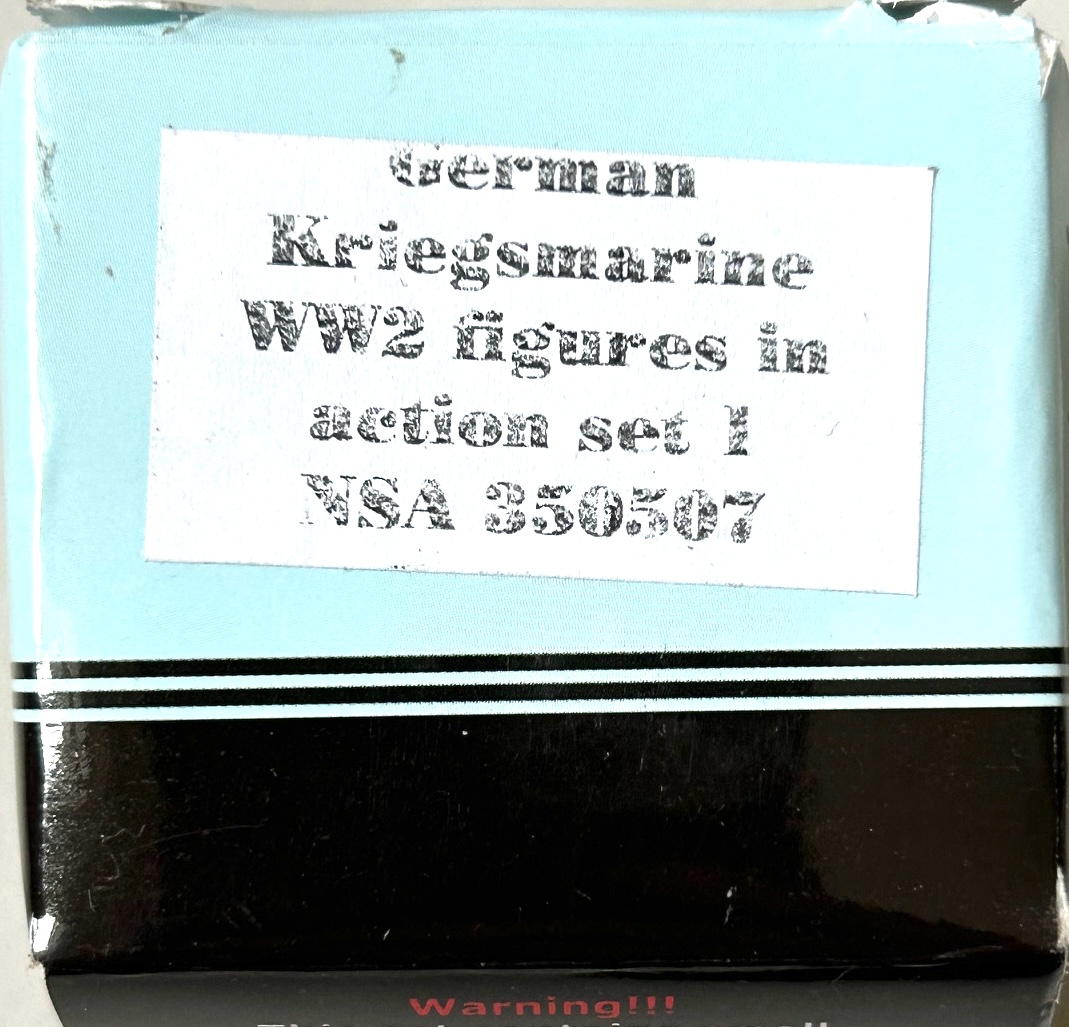 German
Kriegsmarine
WW2 figures in
action set 1
NSA 350507
Warning!!!